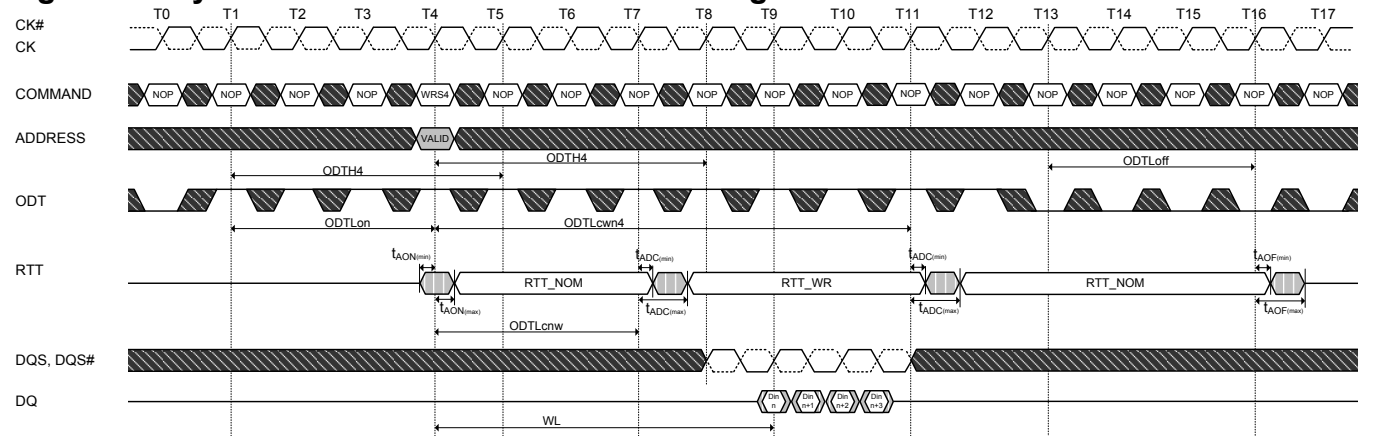 T0 T1 T2 T3 T4 T5 T6 T7 T8 T9 T10 T11 T12 T13 T14 T15 T16 T17
CK#
CK
COMMAND NOP NOP NOP NOP WRS4 NOP NOP NOP NOP NOP NOP NOP NOP NOP NOP NOP NOP NOP
ADDRESS VALID
ODTH4 ODTH4 ODTLoff
ODT
ODTLon ODTLcwn4
tAON(min) tADC(min) tADC(min) tAOF(min)
RTT RTT_NOM RTT_WR RTT_NOM
tAON(max) tADC(max) tADC(max) tAOF(max)
ODTLcnw
DQS, DQS#
DQ Din n Din n+1 Din n+2 Din n+3
WL